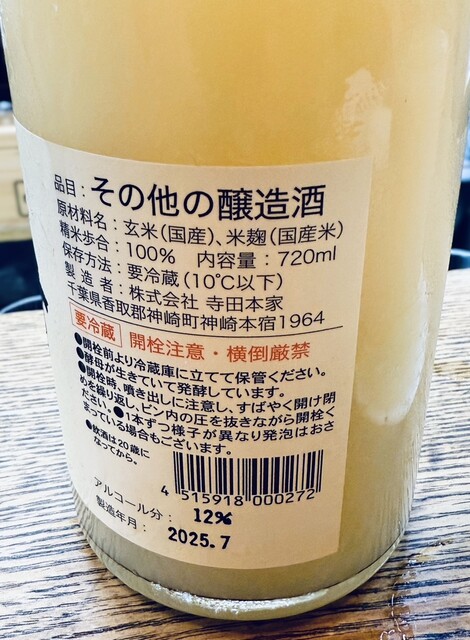 品目：その他の醸造酒
原材料名：玄米(国産)、米麹(国産米)
精米歩合：100%　内容量：720ml
保存方法：要冷蔵(10℃以下)
製造者：株式会社 寺田本家
千葉県香取郡神崎町神崎本宿1964
要冷蔵 開栓注意・横倒厳禁
●開栓前より冷蔵庫に立てて保管ください。
●酵母が生きていて発酵しています。
●開栓時、噴き出しに注意し、すばやく開け閉
めを繰り返し、ビン内の圧を抜きながら開栓く
ださい。●1本ずつ様子が異なり発泡はおさ
まっている場合もございます。
●飲酒は20歳に
なってから。
4 515918 000272
アルコール分： 12%
製造年月： 2025.7